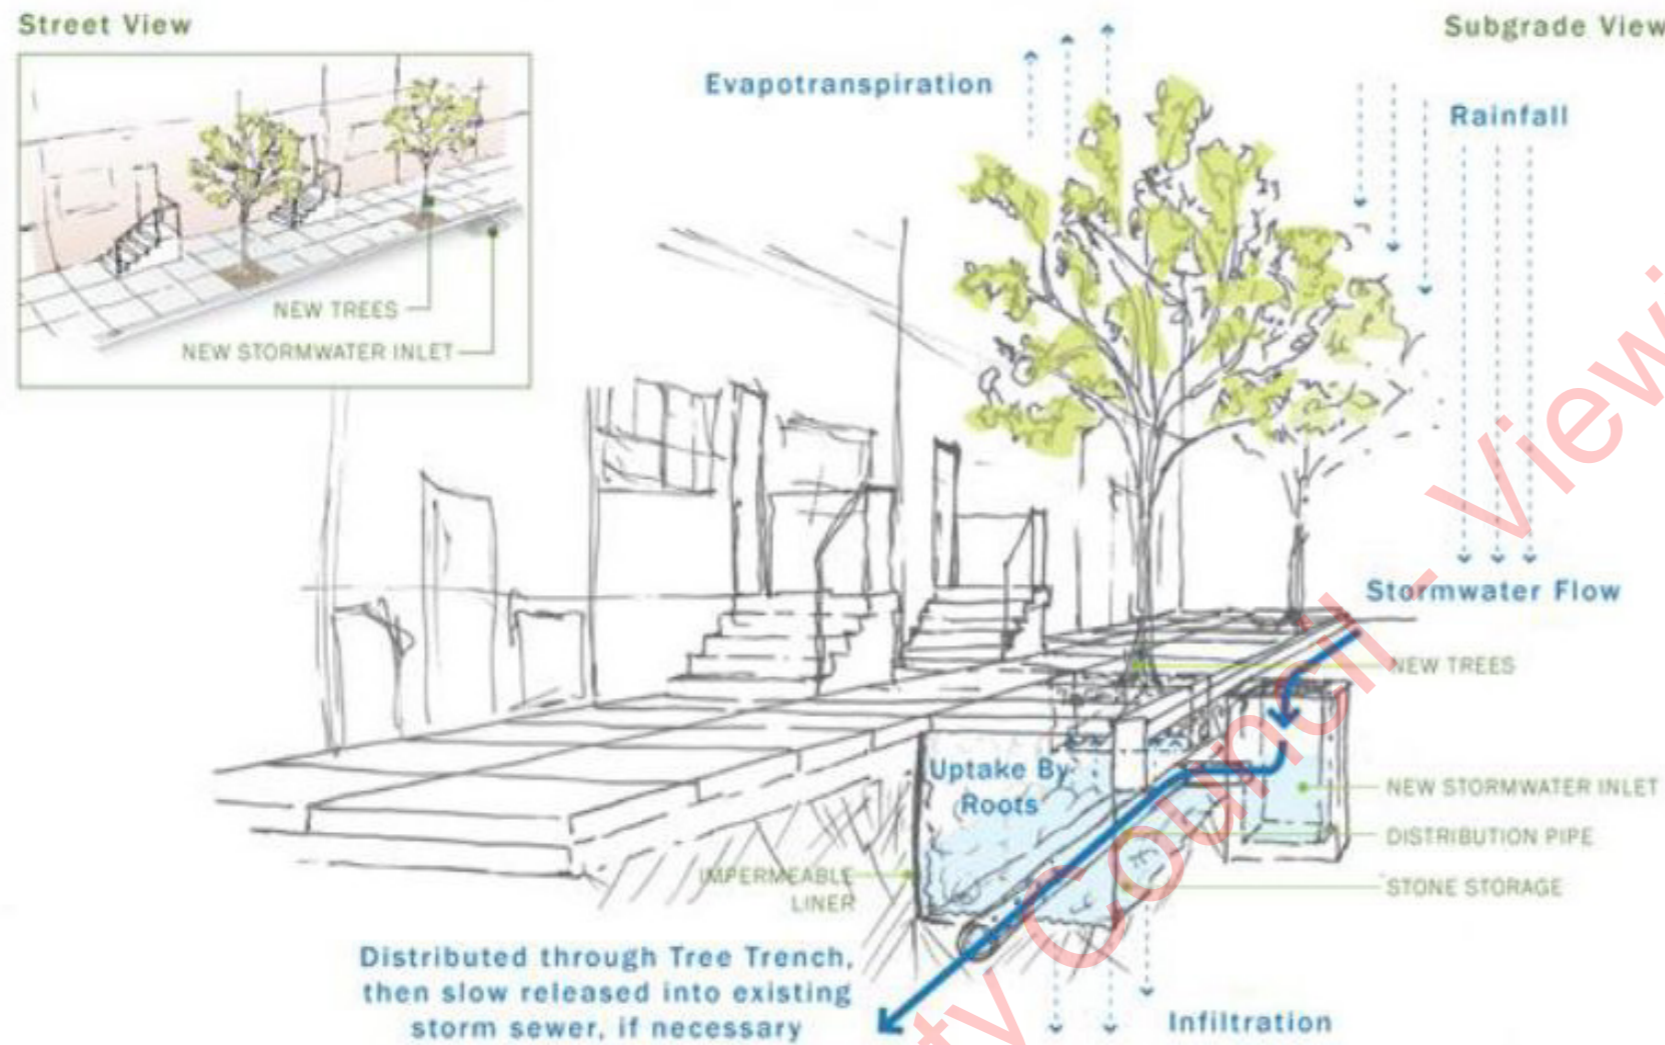 Street View
Subgrade View
Evapotranspiration
Rainfall
NEW TREES
NEW STORMWATER INLET
Stormwater Flow
NEW TREES
Uptake By
Roots
NEW STORMWATER INLET
DISTRIBUTION PIPE
IMPERMEABLE
LINER
STONE STORAGE
Distributed through Tree Trench,
then slow released into existing
storm sewer, if necessary
Infiltration
Council - Viewi